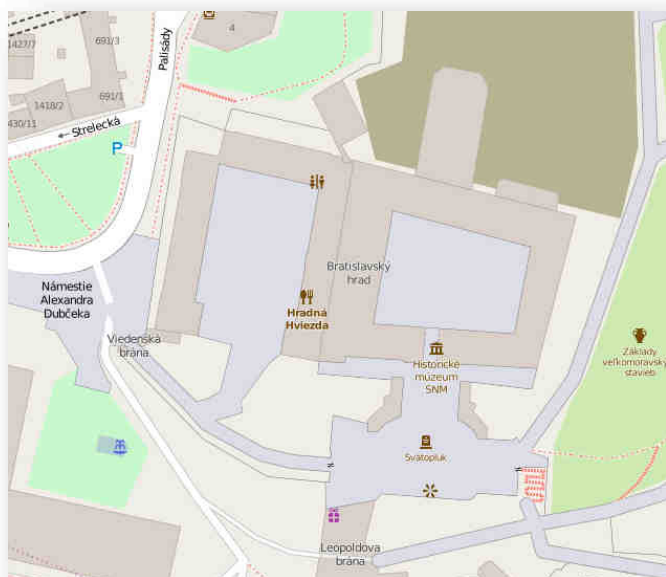 1427/7
691/3
4
Palisády
1418/2
691/1
430/11
← Strelecká
P
Bratislavský
hrad
Námestie
Alexandra
Dubčeka
Hradná
Hviezda
Viedenská
brána
Historické
múzeum
SNM
Základy
veľkomoravský
stavieb
Svätopluk
Leopoldova
brána